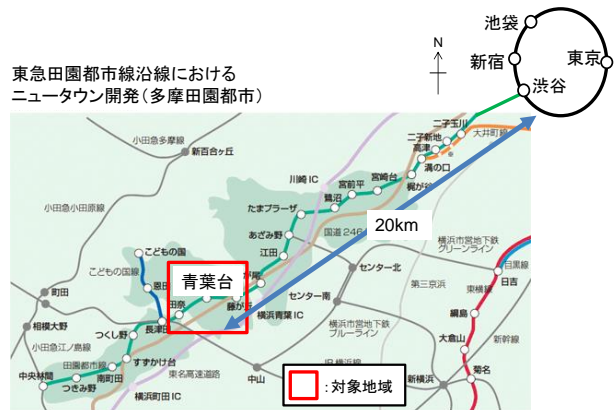 東急田園都市線沿線における
ニュータウン開発(多摩田園都市)
N
池袋
新宿
東京
渋谷
小田急多摩線
新百合ヶ丘
二子玉川
二子新地
高津
溝の口
大井町線
川崎IC
宮前平
宮崎台
鷺沼
梶が谷
小田急小田原線
たまプラーザ
あざみ野
国道246
20km
江田
横浜市営地下鉄
グリーンライン
目黒線
東横線
日吉
こどもの国
こどもの国線
恩田
青葉台
が尾
センター北
センター南
第三京浜
町田
田奈
藤が丘
横浜青葉IC
横浜市営地下鉄
ブルーライン
綱島
相模大野
つくし野
長津田
大倉山
新幹線
小田急江ノ島線
すずかけ台
田園都市線
東名高速道路
中山
JR横浜線
新横浜
菊名
中央林間
つきみ野
南町田
横浜町田IC
:対象地域